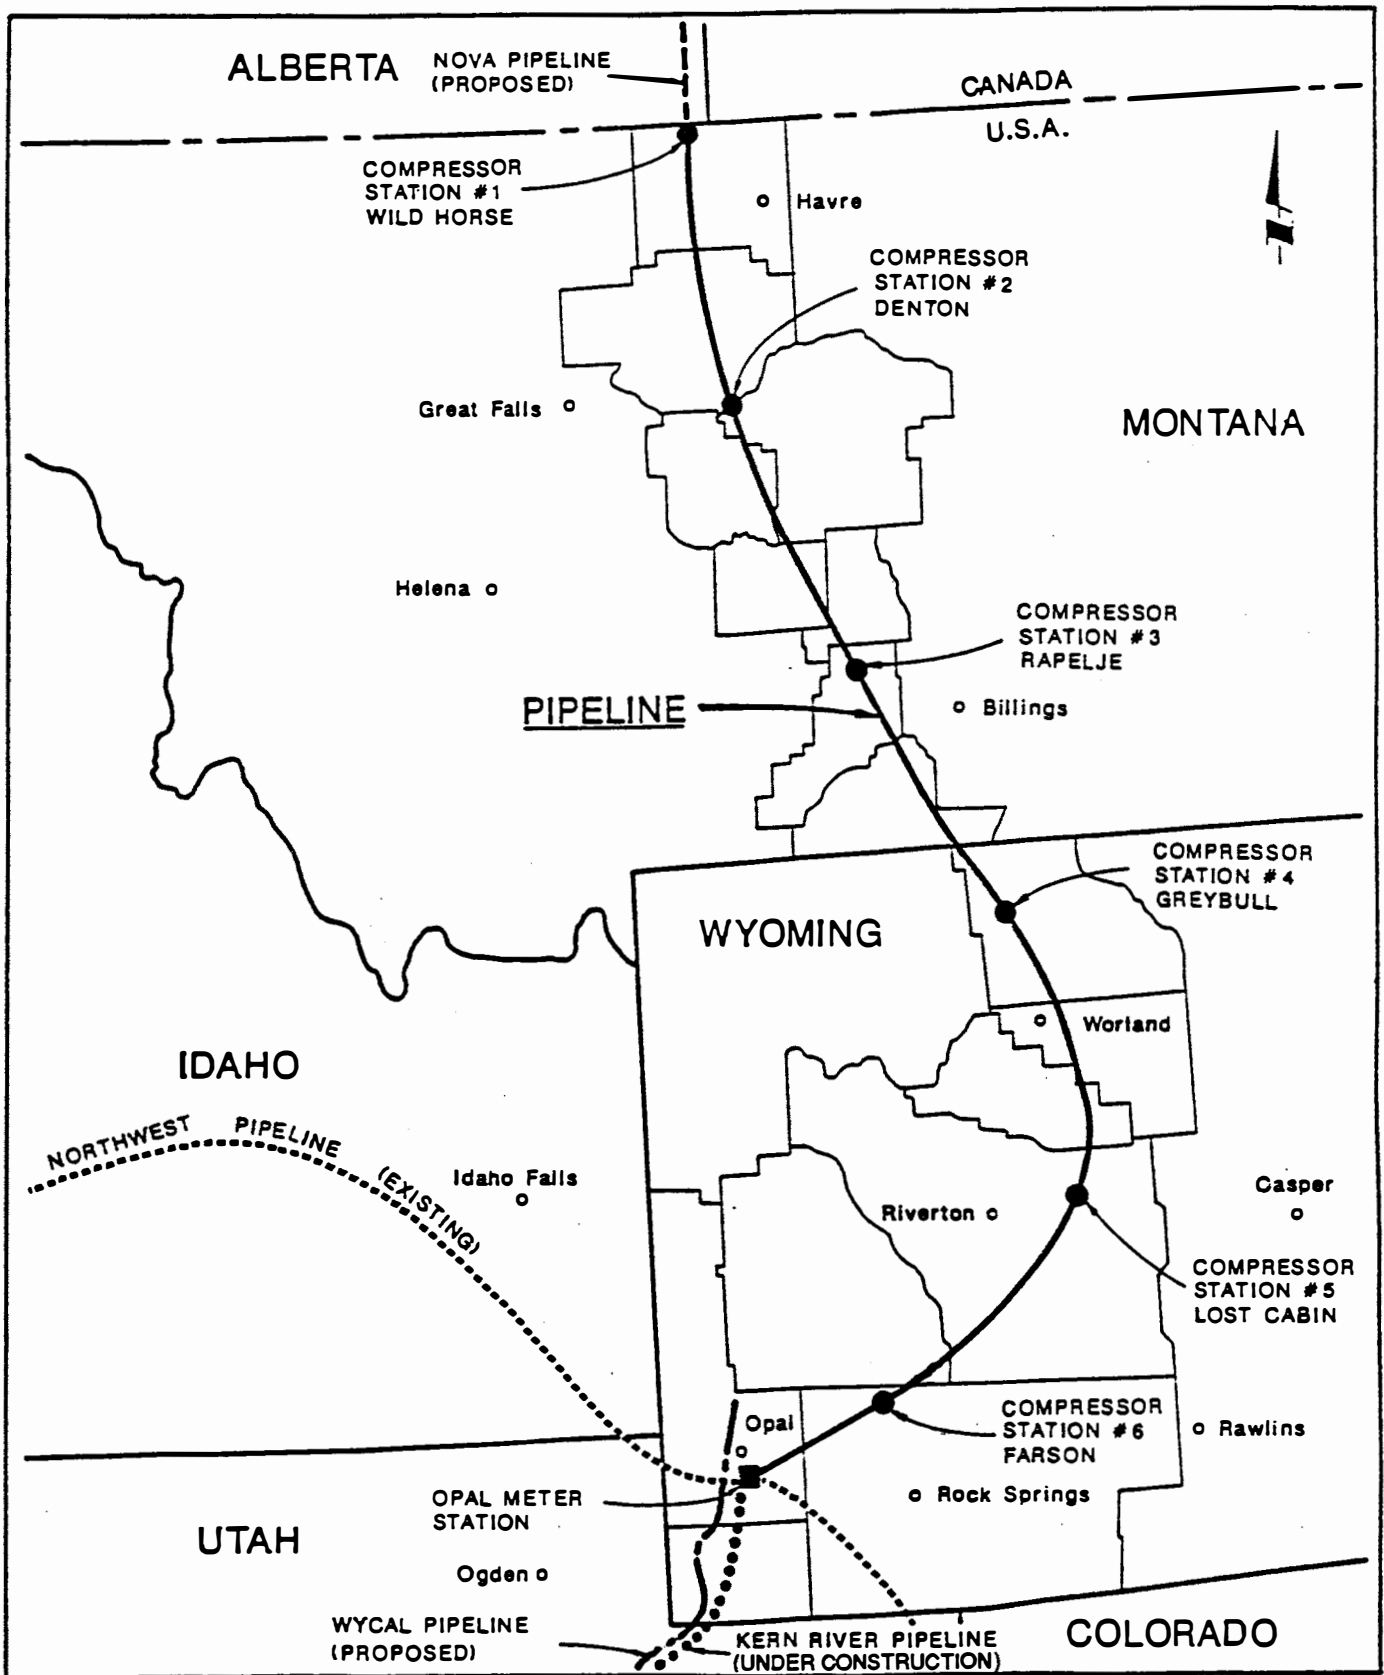 ALBERTA
NOVA PIPELINE
(PROPOSED)
CANADA
U.S.A.
COMPRESSOR
STATION #1
WILD HORSE
Havre
COMPRESSOR
STATION #2
DENTON
Great Falls
MONTANA
Helena
COMPRESSOR
STATION #3
RAPELJE
PIPELINE
Billings
COMPRESSOR
STATION #4
GREYBULL
WYOMING
Worland
IDAHO
NORTHWEST PIPELINE (EXISTING)
Idaho Falls
Riverton
Casper
COMPRESSOR
STATION #5
LOST CABIN
Opal
COMPRESSOR
STATION #6
FARSON
Rawlins
OPAL METER
STATION
Rock Springs
UTAH
Ogden
WYCAL PIPELINE
(PROPOSED)
KERN RIVER PIPELINE
(UNDER CONSTRUCTION)
COLORADO